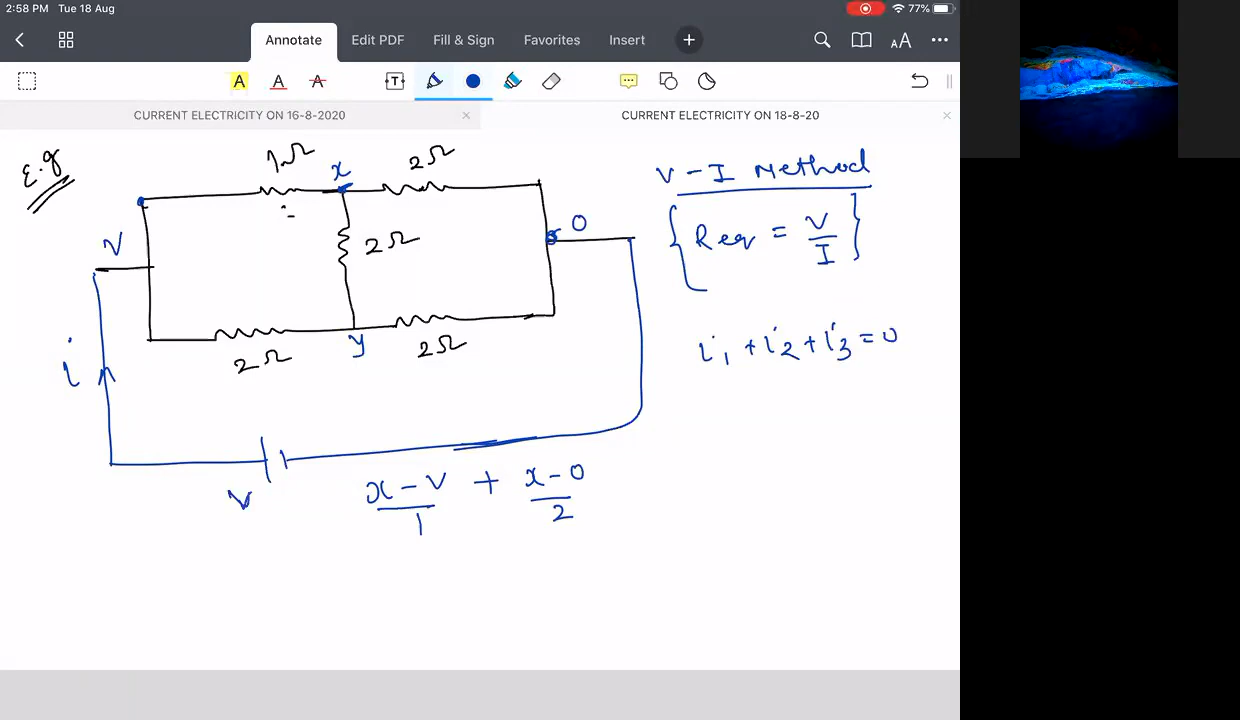 2:58 PM Tue 18 Aug
77%
Annotate Edit PDF Fill & Sign Favorites Insert
AA
A A A T
CURRENT ELECTRICITY ON 16-8-2020
CURRENT ELECTRICITY ON 18-8-20
E.g
1Ω
x
2Ω
V - I Method
V
2Ω
0
{ Req = V/I }
2Ω
y
2Ω
i₁ + i₂ + i₃ = 0
i
V
x - V / 1 + x - 0 / 2